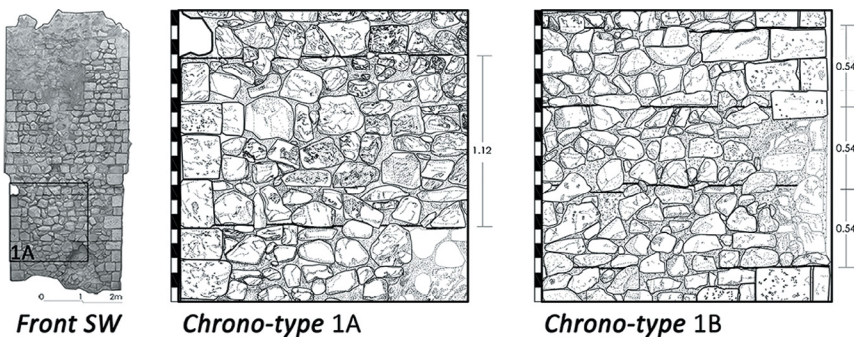 1.12
0.54
0.54
0.54
1A
0 1 2m
Front SW
Chrono-type 1A
Chrono-type 1B